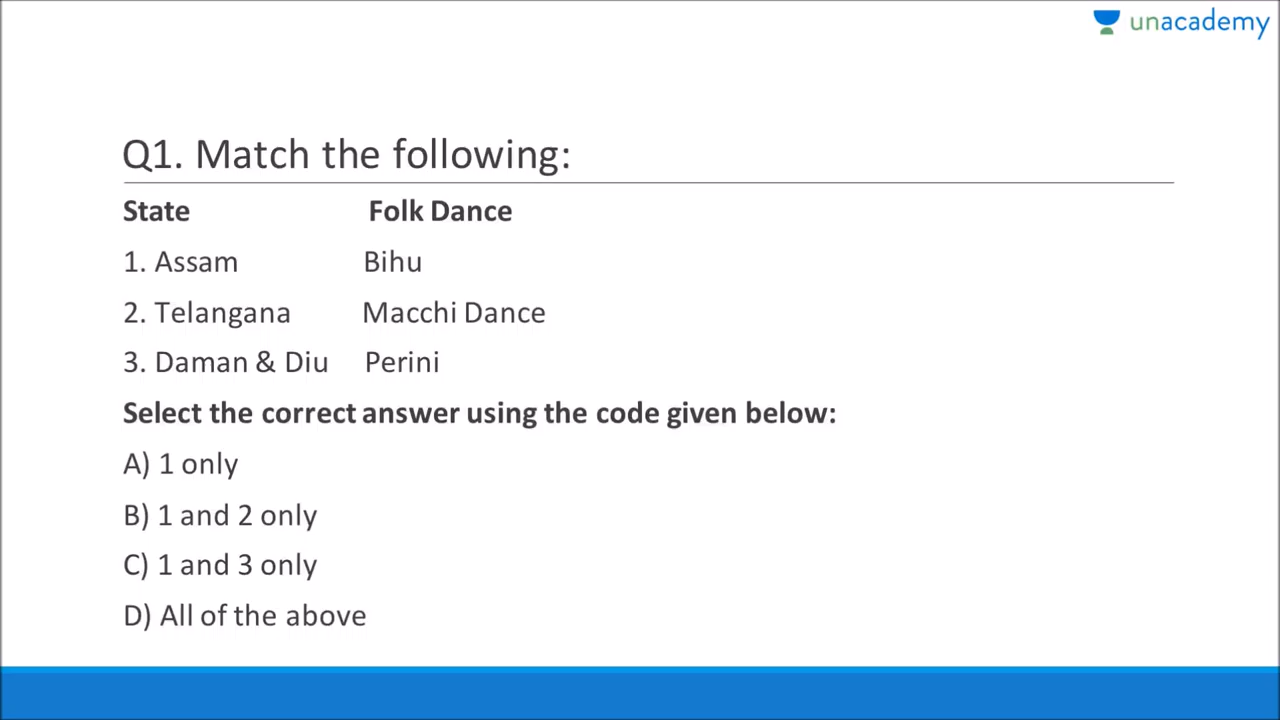 unacademy
Q1. Match the following:
State Folk Dance
1. Assam Bihu
2. Telangana Macchi Dance
3. Daman & Diu Perini
Select the correct answer using the code given below:
A) 1 only
B) 1 and 2 only
C) 1 and 3 only
D) All of the above